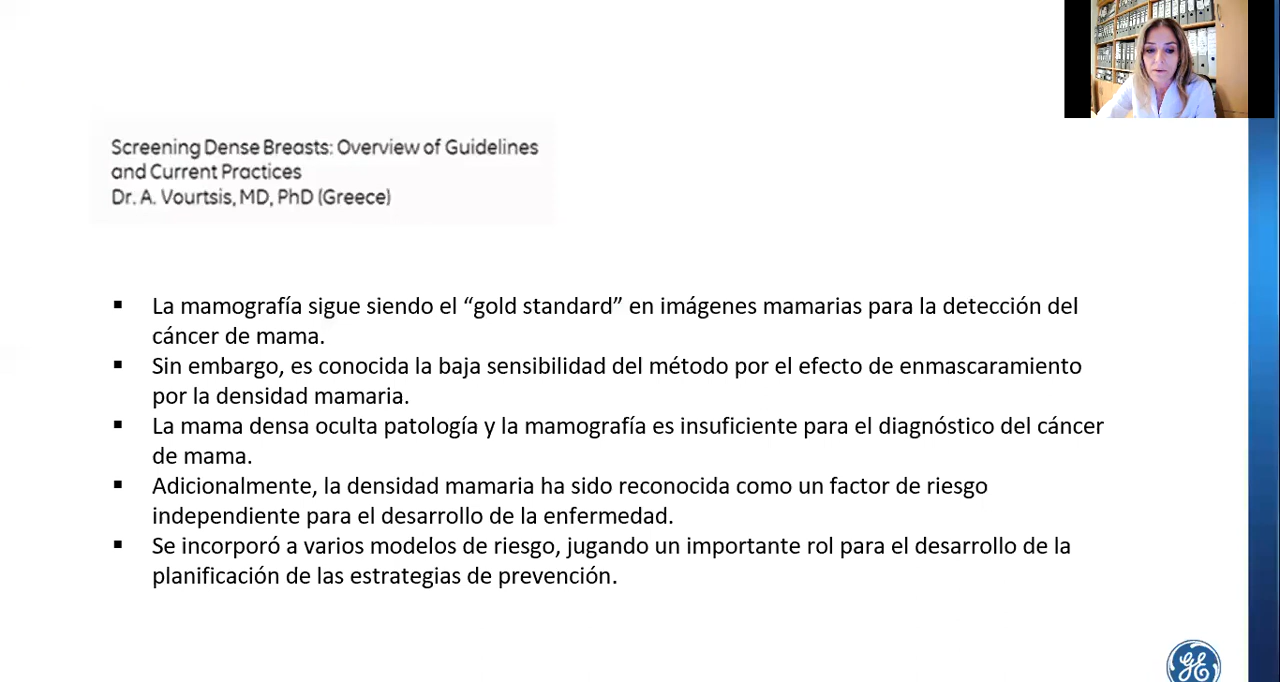 Screening Dense Breasts: Overview of Guidelines
and Current Practices
Dr. A. Vourtsis, MD, PhD (Greece)
▪ La mamografía sigue siendo el “gold standard” en imágenes mamarias para la detección del
cáncer de mama.
▪ Sin embargo, es conocida la baja sensibilidad del método por el efecto de enmascaramiento
por la densidad mamaria.
▪ La mama densa oculta patología y la mamografía es insuficiente para el diagnóstico del cáncer
de mama.
▪ Adicionalmente, la densidad mamaria ha sido reconocida como un factor de riesgo
independiente para el desarrollo de la enfermedad.
▪ Se incorporó a varios modelos de riesgo, jugando un importante rol para el desarrollo de la
planificación de las estrategias de prevención.
GE